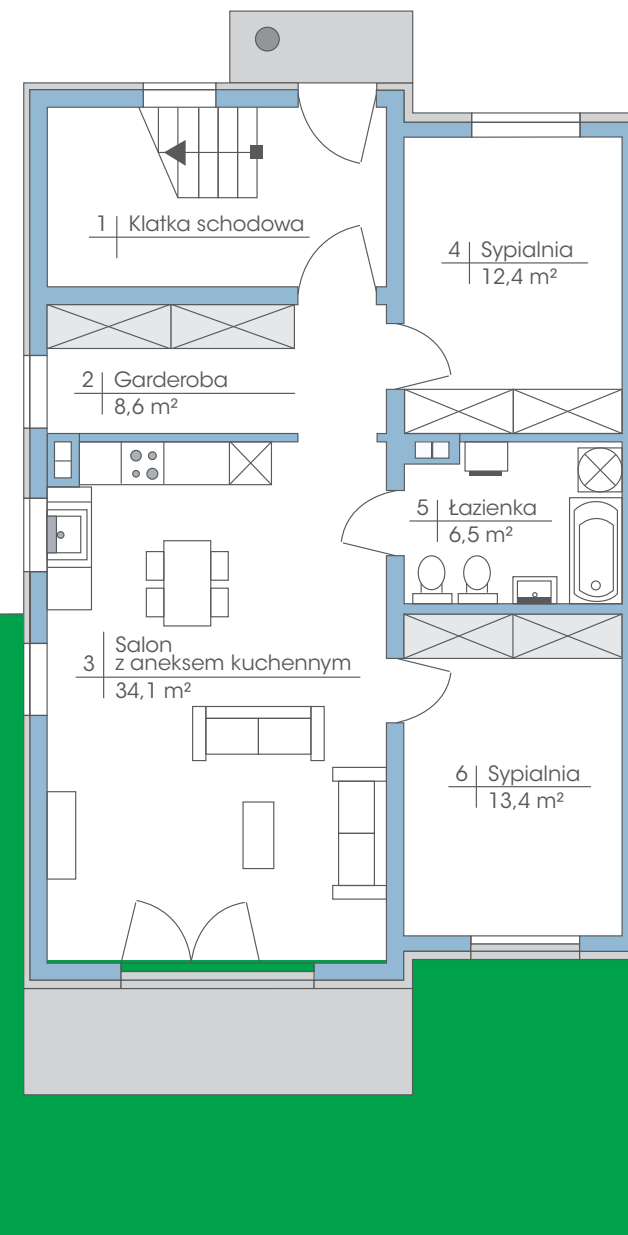 1 Klatka schodowa
2 Garderoba
8,6 m²
3 Salon
z aneksem kuchennym
34,1 m²
4 Sypialnia
12,4 m²
5 Łazienka
6,5 m²
6 Sypialnia
13,4 m²